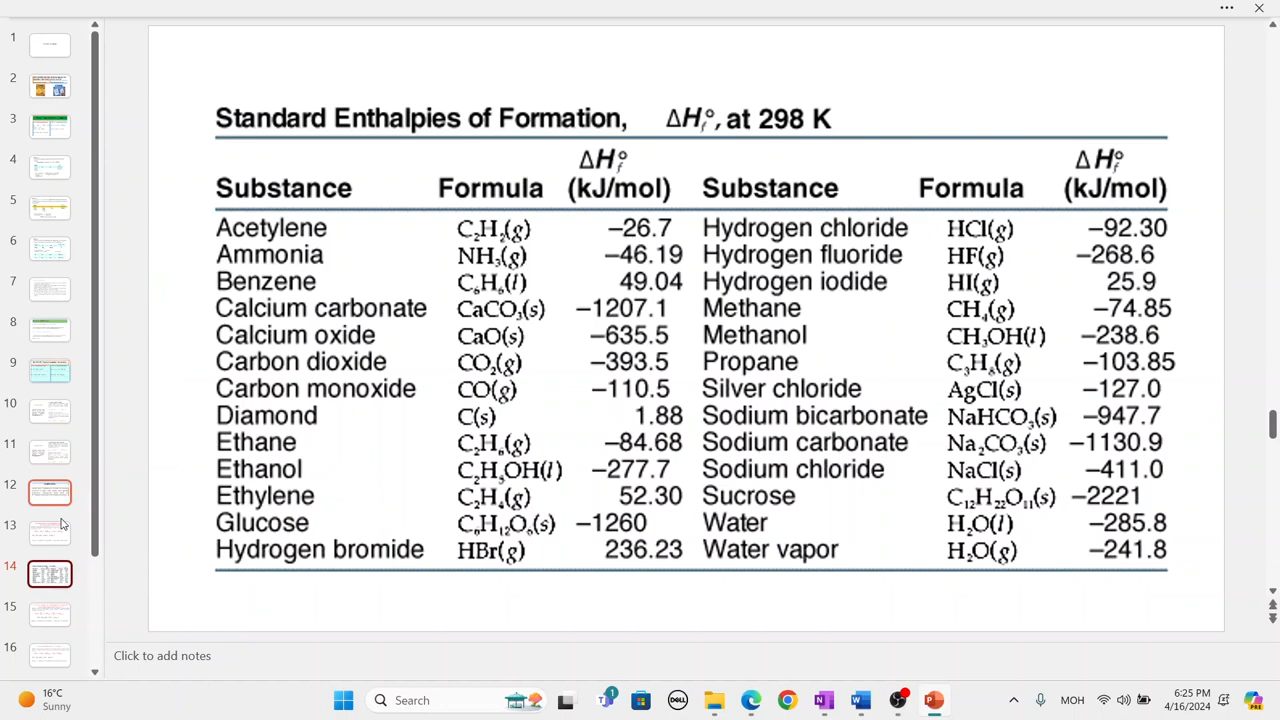 Standard Enthalpies of Formation, ΔH°f, at 298 K
Substance Formula ΔH°f (kJ/mol) Substance Formula ΔH°f (kJ/mol)
Acetylene C₂H₂(g) –26.7 Hydrogen chloride HCl(g) –92.30
Ammonia NH₃(g) –46.19 Hydrogen fluoride HF(g) –268.6
Benzene C₆H₆(l) 49.04 Hydrogen iodide HI(g) 25.9
Calcium carbonate CaCO₃(s) –1207.1 Methane CH₄(g) –74.85
Calcium oxide CaO(s) –635.5 Methanol CH₃OH(l) –238.6
Carbon dioxide CO₂(g) –393.5 Propane C₃H₈(g) –103.85
Carbon monoxide CO(g) –110.5 Silver chloride AgCl(s) –127.0
Diamond C(s) 1.88 Sodium bicarbonate NaHCO₃(s) –947.7
Ethane C₂H₆(g) –84.68 Sodium carbonate Na₂CO₃(s) –1130.9
Ethanol C₂H₅OH(l) –277.7 Sodium chloride NaCl(s) –411.0
Ethylene C₂H₄(g) 52.30 Sucrose C₁₂H₂₂O₁₁(s) –2221
Glucose C₆H₁₂O₆(s) –1260 Water H₂O(l) –285.8
Hydrogen bromide HBr(g) 236.23 Water vapor H₂O(g) –241.8
1
2
4
5
7
9
10
11
12
13
14
15
16
Click to add notes
16°C
Sunny
Search
1
DELL
MOH
6:25 PM
4/16/2024
PRE